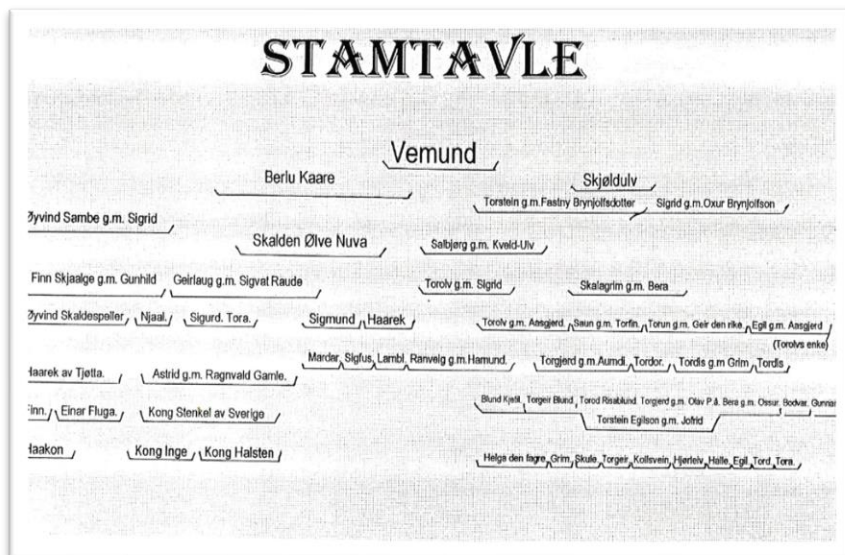 STAMTAVLE
Vemund
Berlu Kaare
Skjøldulv
Torstein g.m.Fastny Brynjolfsdotter Sigrid g.m.Oxur Brynjolfson
Øyvind Sambe g.m. Sigrid
Skalden Ølve Nuva Salbjørg g.m. Kveld-Ulv
Finn Skjaalge g.m. Gunhild Geirlaug g.m. Sigvat Raude Torolv g.m. Sigrid Skalagrim g.m. Bera
Øyvind Skaldespeller Njaal. Sigurd. Tora. Sigmund Haarek Torolv g.m. Aasgjerd Saun g.m. Torfin. Torun g.m. Geir den rike. Egil g.m. Aasgjerd
(Torolvs enke)
Mardar Sigfus, Lambi, Ranveig g.m.Hamund. Torgjerd g.m.Aumdi. Tordor. Tordis g.m Grim Tordis
Haarek av Tjøtta. Astrid g.m. Ragnvald Gamle.
Blund Kjetil Torgeir Blund Torod Risablund. Torgjerd g.m. Olav P.å. Bera g.m. Ossur. Bodvar. Gunnar
Finn. Einar Fluga. Kong Stenkel av Sverige Torstein Egilson g.m. Jofrid
Haakon Kong Inge Kong Halsten Helga den fagre Grim, Skule, Torgeir, Kollsvein, Hjørleiv, Halle, Egil, Tord, Tora.